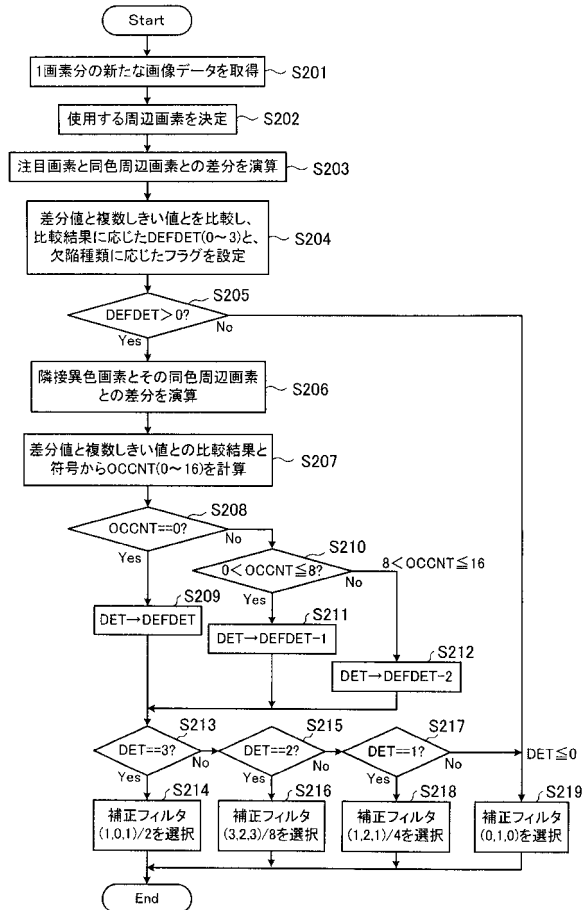 Start
1画素分の新たな画像データを取得
S201
使用する周辺画素を決定
S202
注目画素と同色周辺画素との差分を演算
S203
差分値と複数しきい値とを比較し、
比較結果に応じたDEFDET(0~3)と、
欠陥種類に応じたフラグを設定
S204
S205
DEFDET>0?
No
Yes
隣接異色画素とその同色周辺画素
との差分を演算
S206
差分値と複数しきい値との比較結果と
符号からOCCNT(0~16)を計算
S207
S208
OCCNT==0?
No
Yes
S210
0<OCCNT≦8?
8<OCCNT≦16
No
Yes
S209
DET→DEFDET
S211
DET→DEFDET-1
S212
DET→DEFDET-2
S213
DET==3?
No
Yes
S215
DET==2?
No
Yes
S217
DET==1?
No
Yes
DET≦0
S214
補正フィルタ
(1,0,1)/2を選択
S216
補正フィルタ
(3,2,3)/8を選択
S218
補正フィルタ
(1,2,1)/4を選択
S219
補正フィルタ
(0,1,0)を選択
End